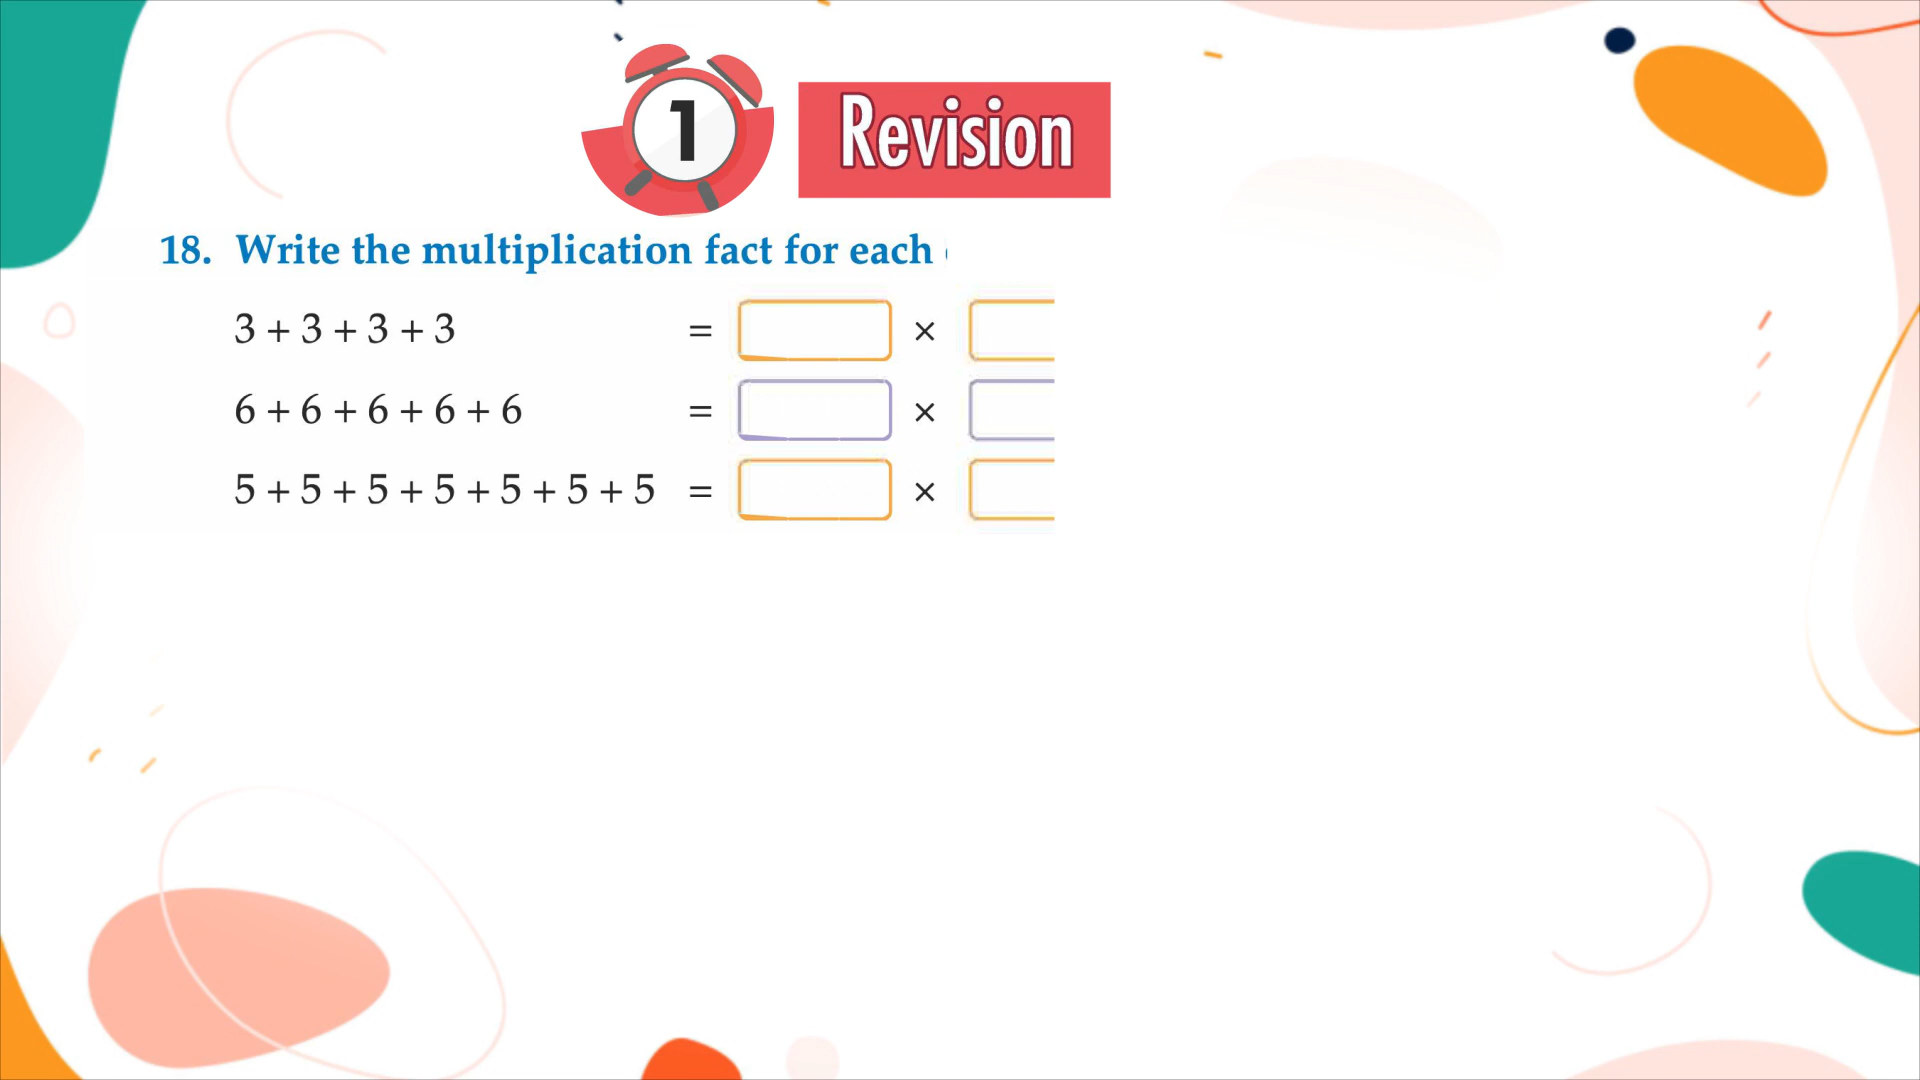 1 Revision
18. Write the multiplication fact for each
3 + 3 + 3 + 3 = ×
6 + 6 + 6 + 6 + 6 = ×
5 + 5 + 5 + 5 + 5 + 5 + 5 = ×